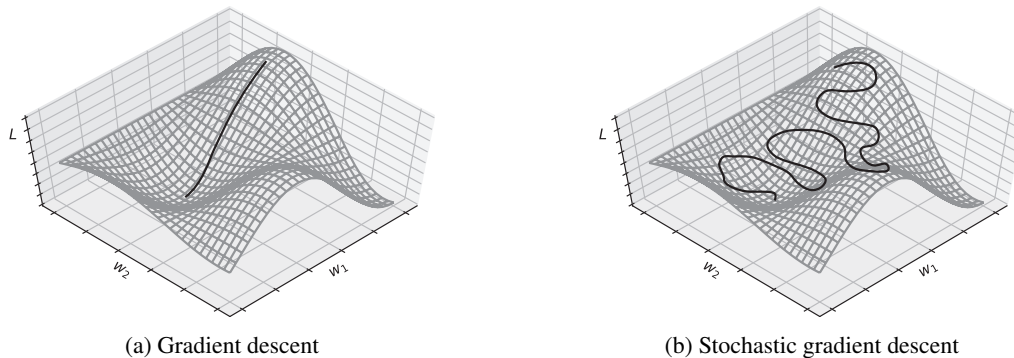 L
w₂
w₁
(a) Gradient descent
L
w₂
w₁
(b) Stochastic gradient descent